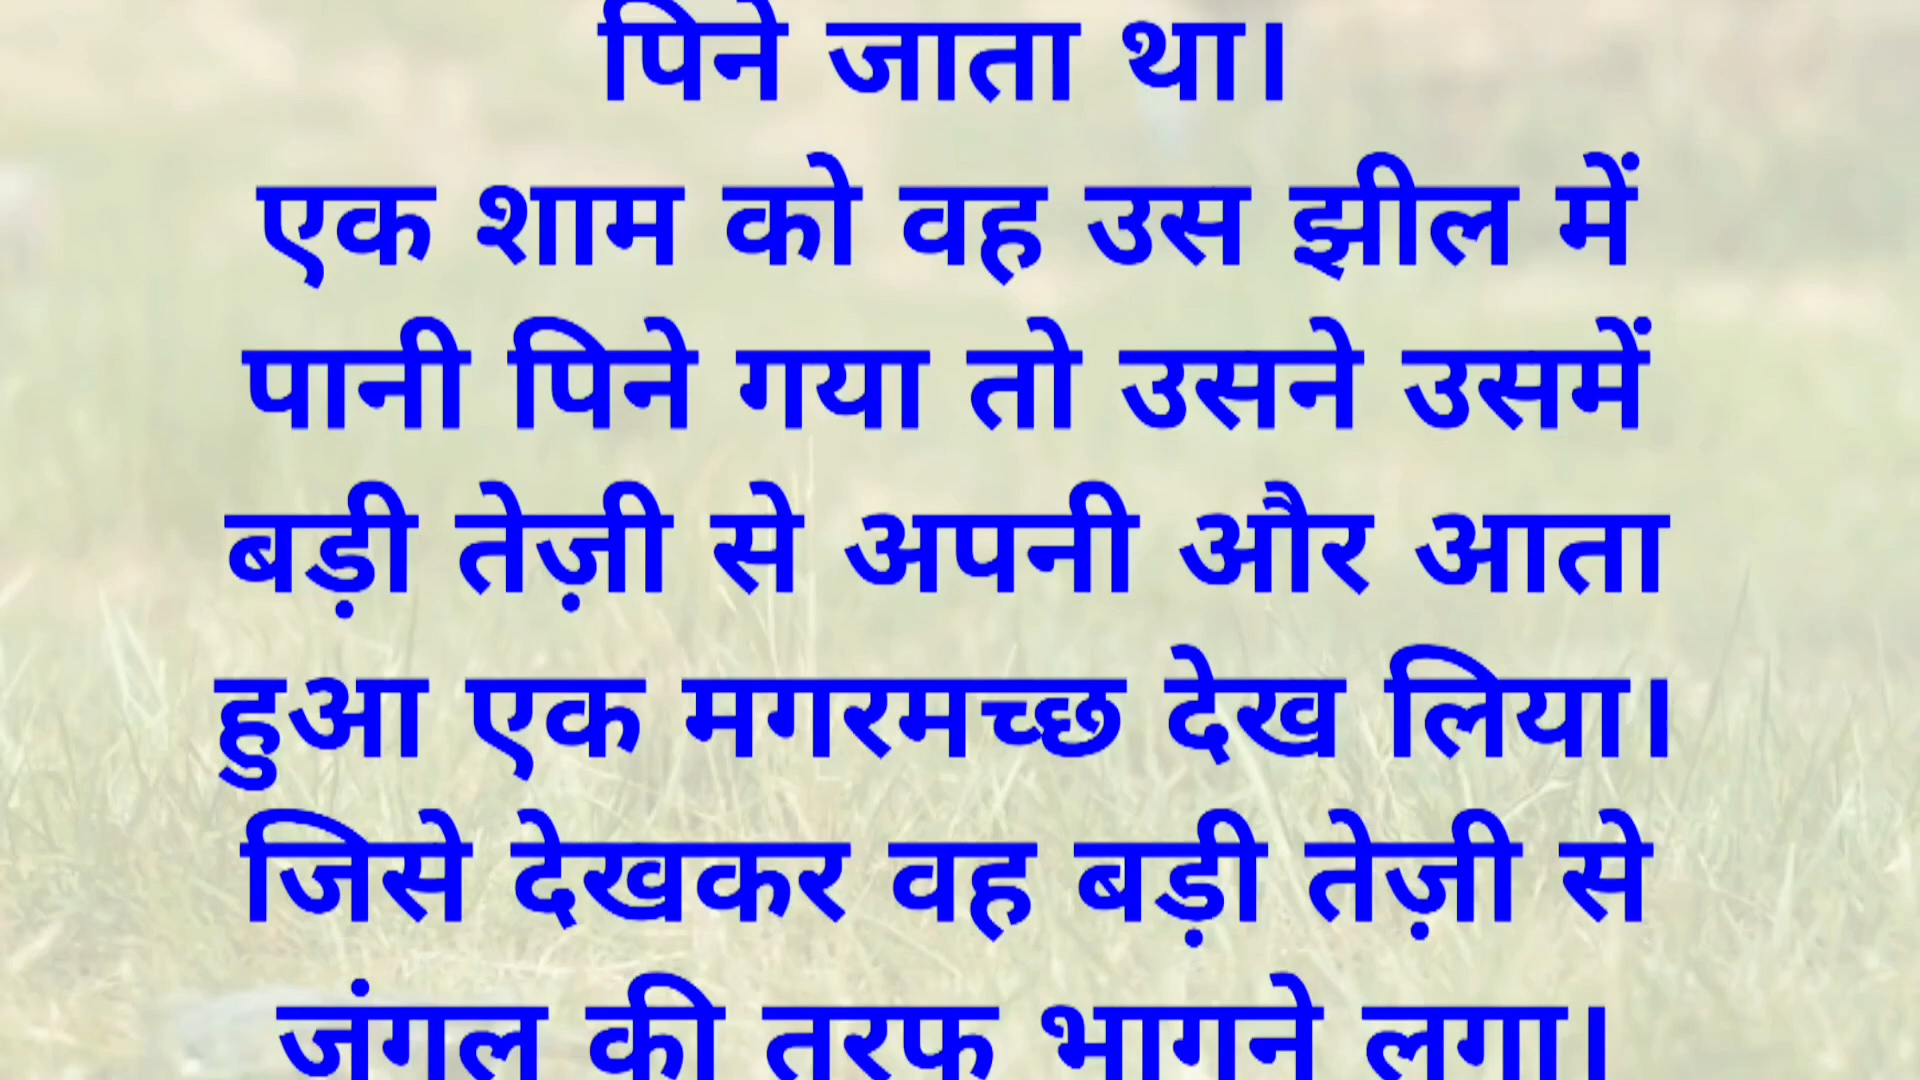 पिने जाता था।
एक शाम को वह उस झील में
पानी पिने गया तो उसने उसमें
बड़ी तेज़ी से अपनी और आता
हुआ एक मगरमच्छ देख लिया।
जिसे देखकर वह बड़ी तेज़ी से
जंगल की तरफ भागने लगा।